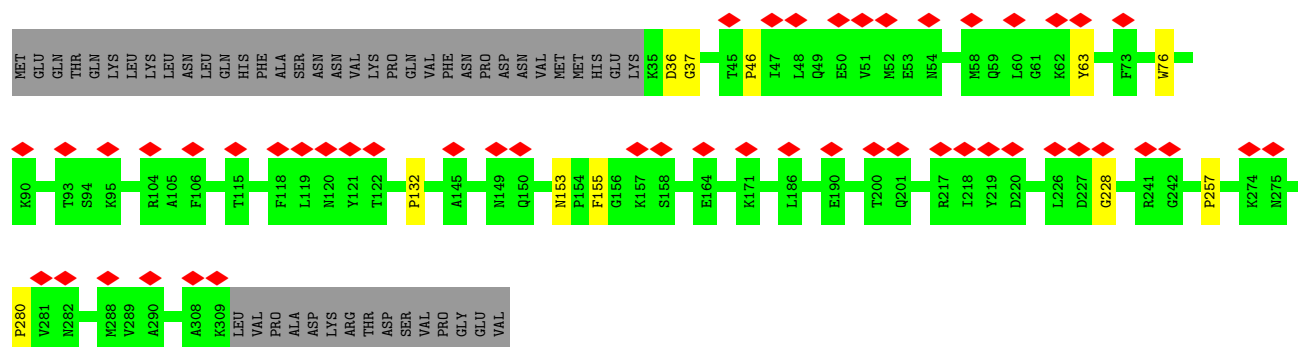 MET GLU GLN THR GLN LYS LEU LYS LEU ASN LEU GLN HIS PHE ALA SER ASN ASN VAL LYS PRO GLN VAL PHE ASN PRO ASP ASN VAL MET MET HIS GLU LYS K35 D36 G37 T45 P46 I47 L48 Q49 E50 V51 M52 E53 N54 M58 Q59 L60 G61 K62 Y63 F73 W76
K90 T93 S94 K95 R104 A105 F106 T115 F118 L119 N120 Y121 T122 P132 A145 N149 Q150 N153 P154 F155 G156 K157 S158 E164 K171 L186 E190 T200 Q201 R217 I218 Y219 D220 L226 D227 G228 R241 G242 P257 K274 N275
P280 V281 N282 M288 V289 A290 A308 K309 LEU VAL PRO ALA ASP LYS ARG THR ASP SER VAL PRO GLY GLU VAL